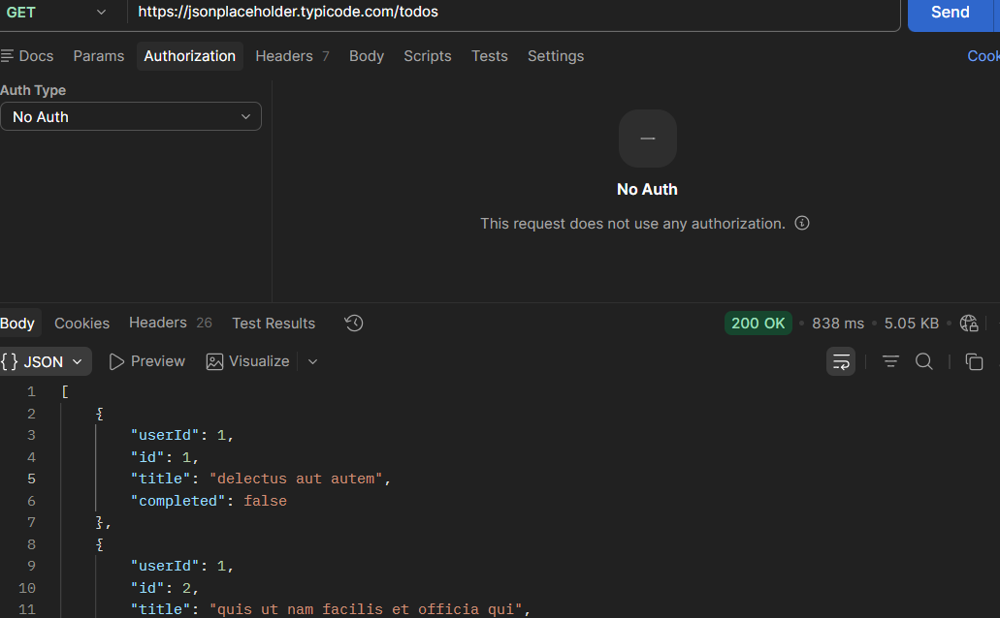 GET https://jsonplaceholder.typicode.com/todos Send
Docs Params Authorization Headers 7 Body Scripts Tests Settings Cook
Auth Type
No Auth
No Auth
This request does not use any authorization.
Body Cookies Headers 26 Test Results 200 OK • 838 ms • 5.05 KB •
{} JSON Preview Visualize
1 [
2 {
3 "userId": 1,
4 "id": 1,
5 "title": "delectus aut autem",
6 "completed": false
7 },
8 {
9 "userId": 1,
10 "id": 2,
11 "title": "quis ut nam facilis et officia qui",